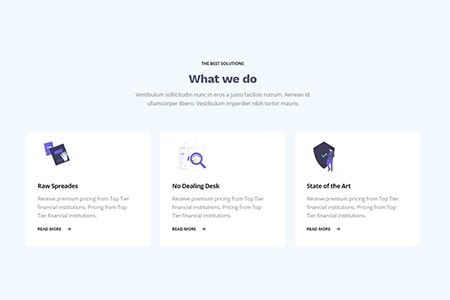 THE BEST SOLUTIONS
What we do
Vestibulum sollicitudin nunc in eros a justo facilisis rutrum. Aenean id
ullamcorper libero. Vestibulum imperdiet nibh tortor mauris
Raw Spreades
Receive premium pricing from Top Tier
financial institutions. Pricing from Top
Tier financial institutions.
READ MORE
No Dealing Desk
Receive premium pricing from Top Tier
financial institutions. Pricing from Top
Tier financial institutions.
READ MORE
State of the Art
Receive premium pricing from Top Tier
financial institutions. Pricing from Top
Tier financial institutions.
READ MORE